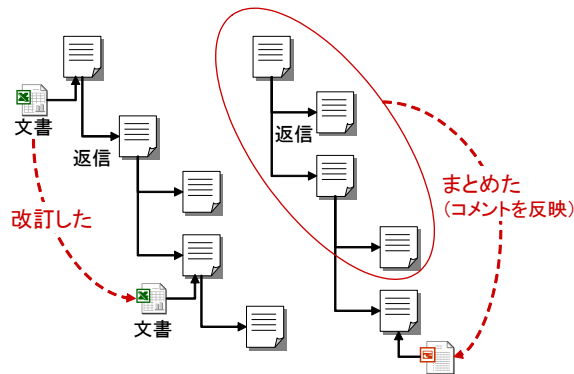 文書
返信
改訂した
文書
返信
まとめた
（コメントを反映）